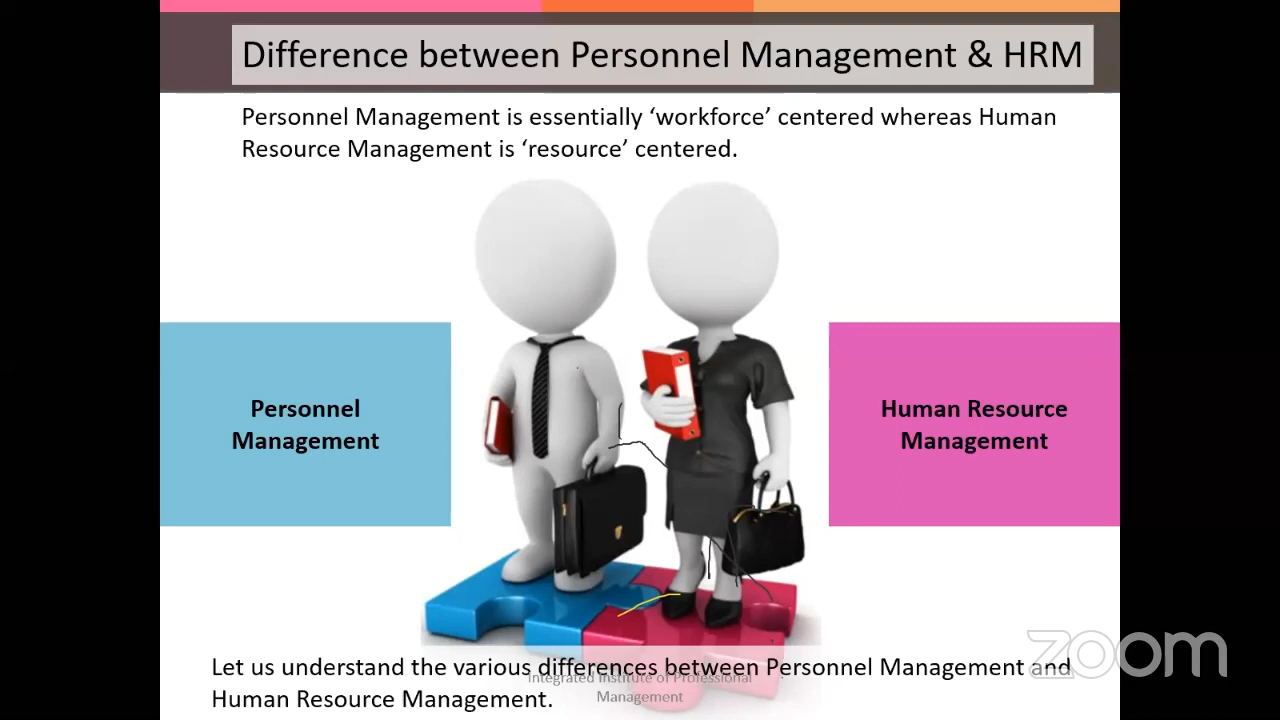 Difference between Personnel Management & HRM
Personnel Management is essentially ‘workforce’ centered whereas Human
Resource Management is ‘resource’ centered.
Personnel
Management
Human Resource
Management
Let us understand the various differences between Personnel Management and
Human Resource Management.
Integrated Institute of Professional
Management
zoom